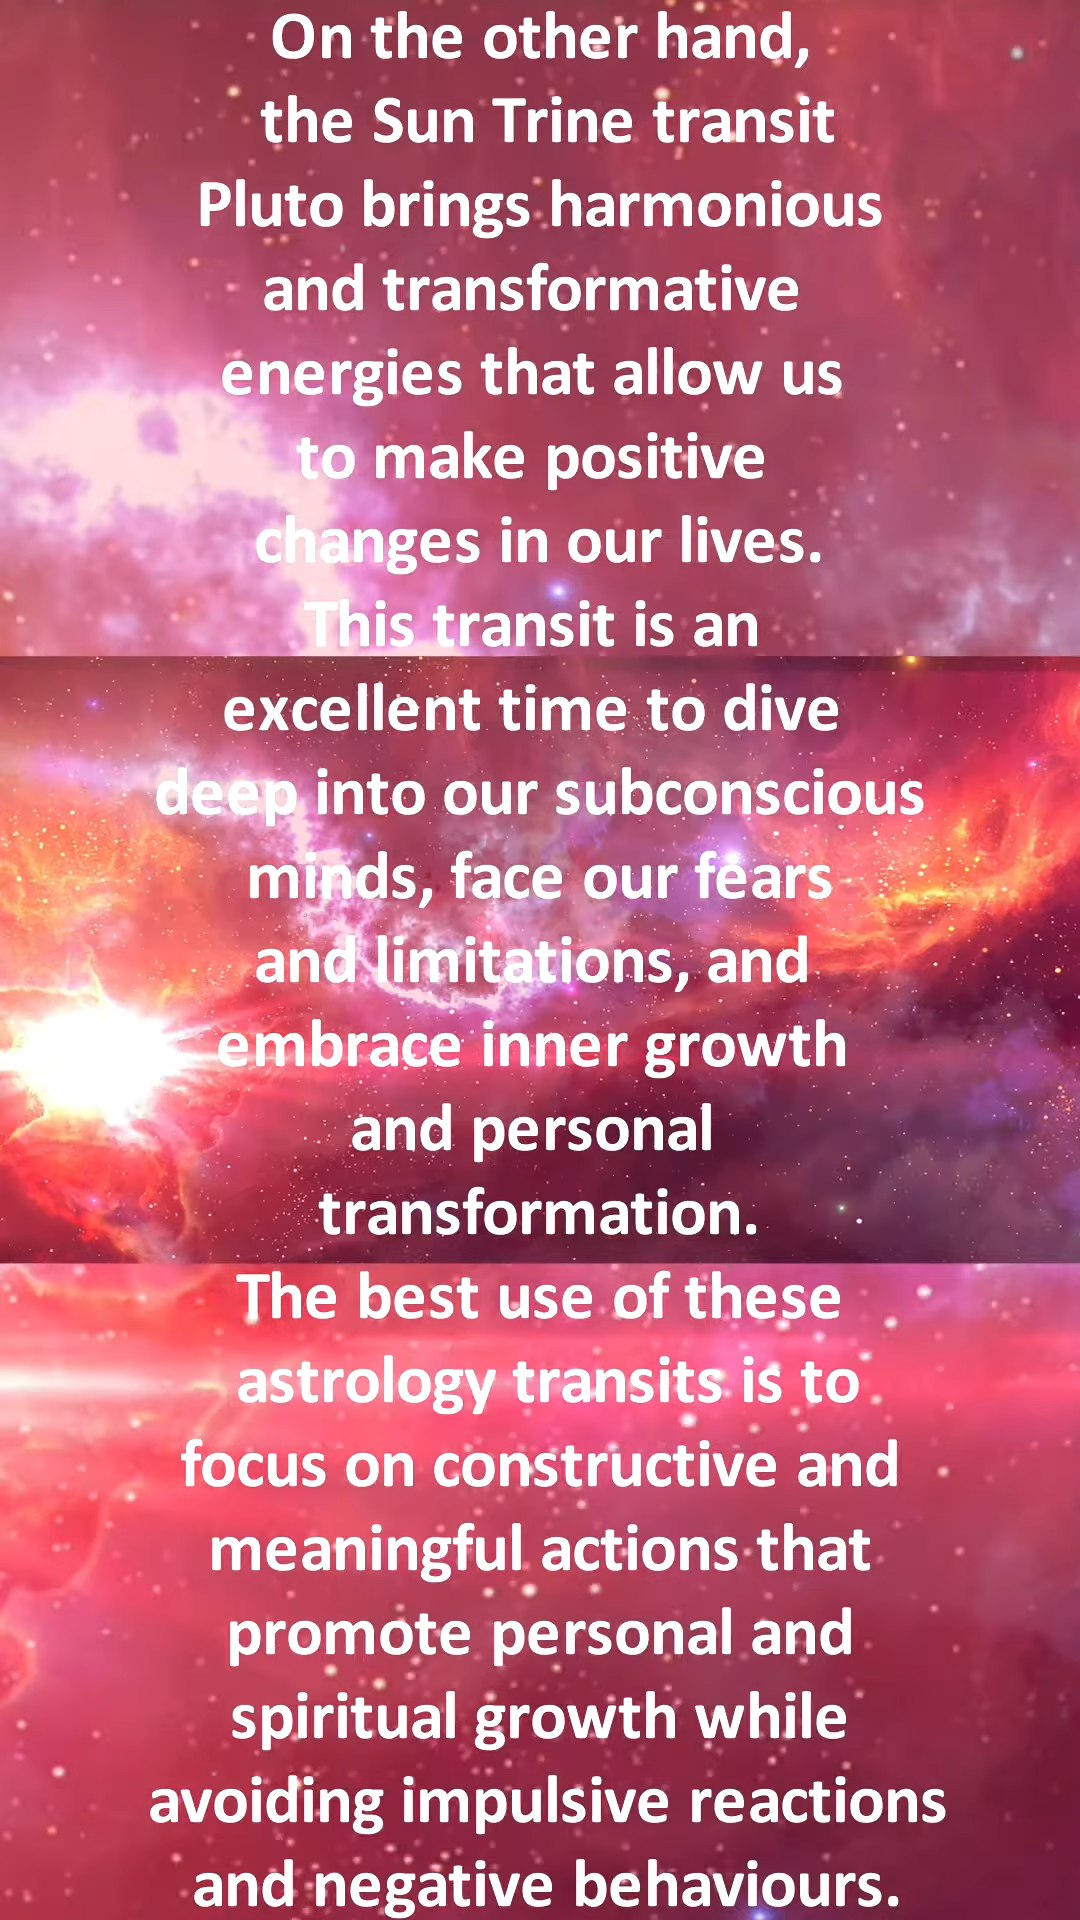 On the other hand,
the Sun Trine transit
Pluto brings harmonious
and transformative
energies that allow us
to make positive
changes in our lives.
This transit is an
excellent time to dive
deep into our subconscious
minds, face our fears
and limitations, and
embrace inner growth
and personal
transformation.
The best use of these
astrology transits is to
focus on constructive and
meaningful actions that
promote personal and
spiritual growth while
avoiding impulsive reactions
and negative behaviours.